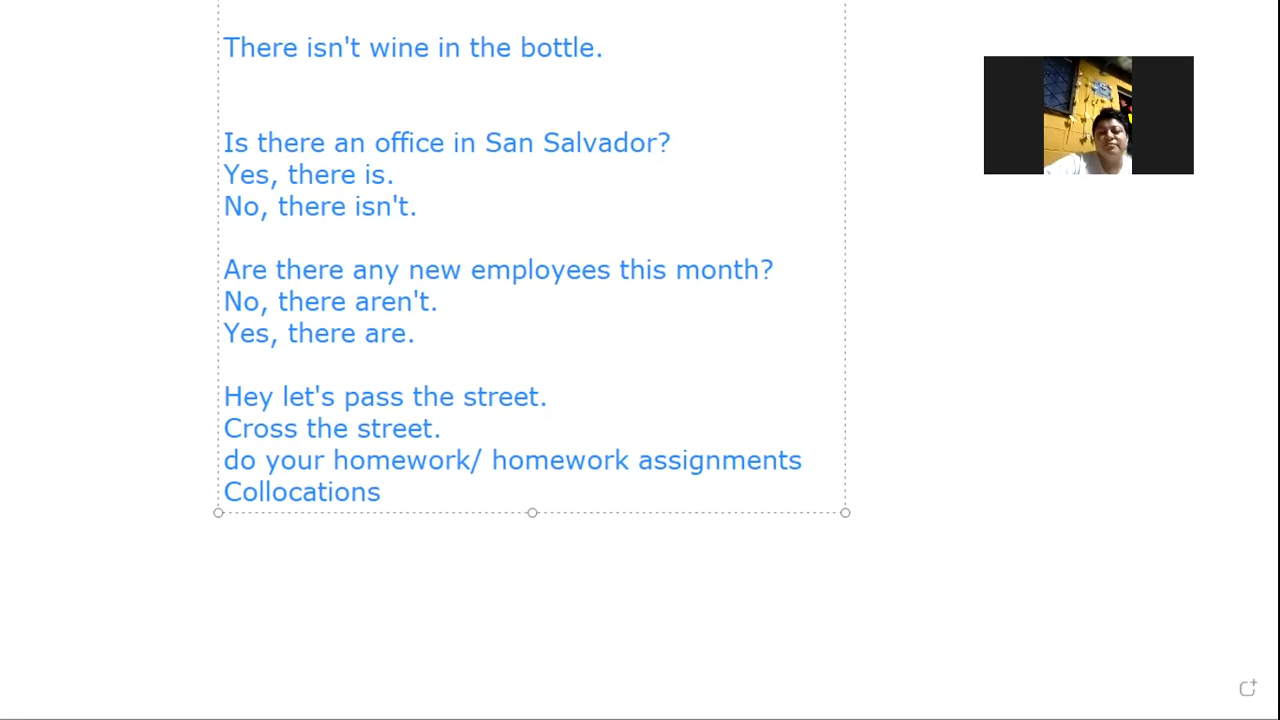 There isn't wine in the bottle.
Is there an office in San Salvador?
Yes, there is.
No, there isn't.
Are there any new employees this month?
No, there aren't.
Yes, there are.
Hey let's pass the street.
Cross the street.
do your homework/ homework assignments
Collocations